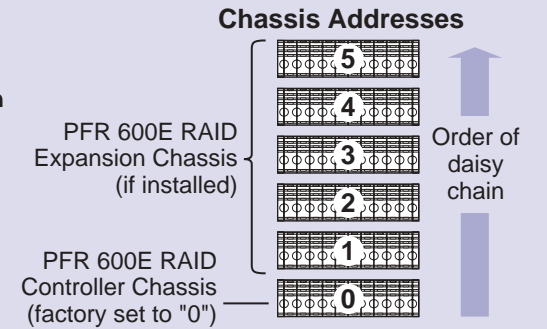 Chassis Addresses
5
4
n
PFR 600E RAID
Expansion Chassis
(if installed)
3
Order of
daisy
chain
2
1
PFR 600E RAID
Controller Chassis
(factory set to "0")
0